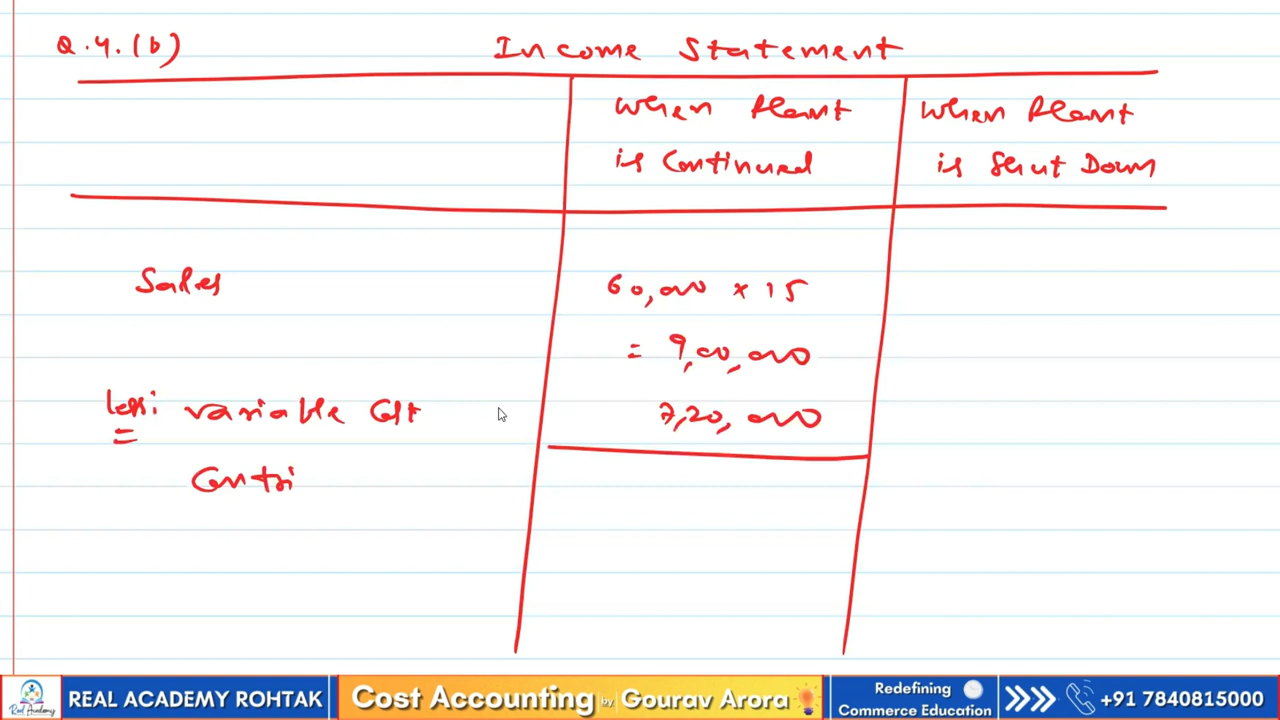 Q.4.(b) Income Statement
When Plant is Continued
When Plant is Shut Down
Sales 60,000 × 15
= 9,00,000
Less: Variable Cost 7,20,000
Contri
Real Academy
REAL ACADEMY ROHTAK
Cost Accounting by Gourav Arora
Redefining
Commerce Education
+91 7840815000